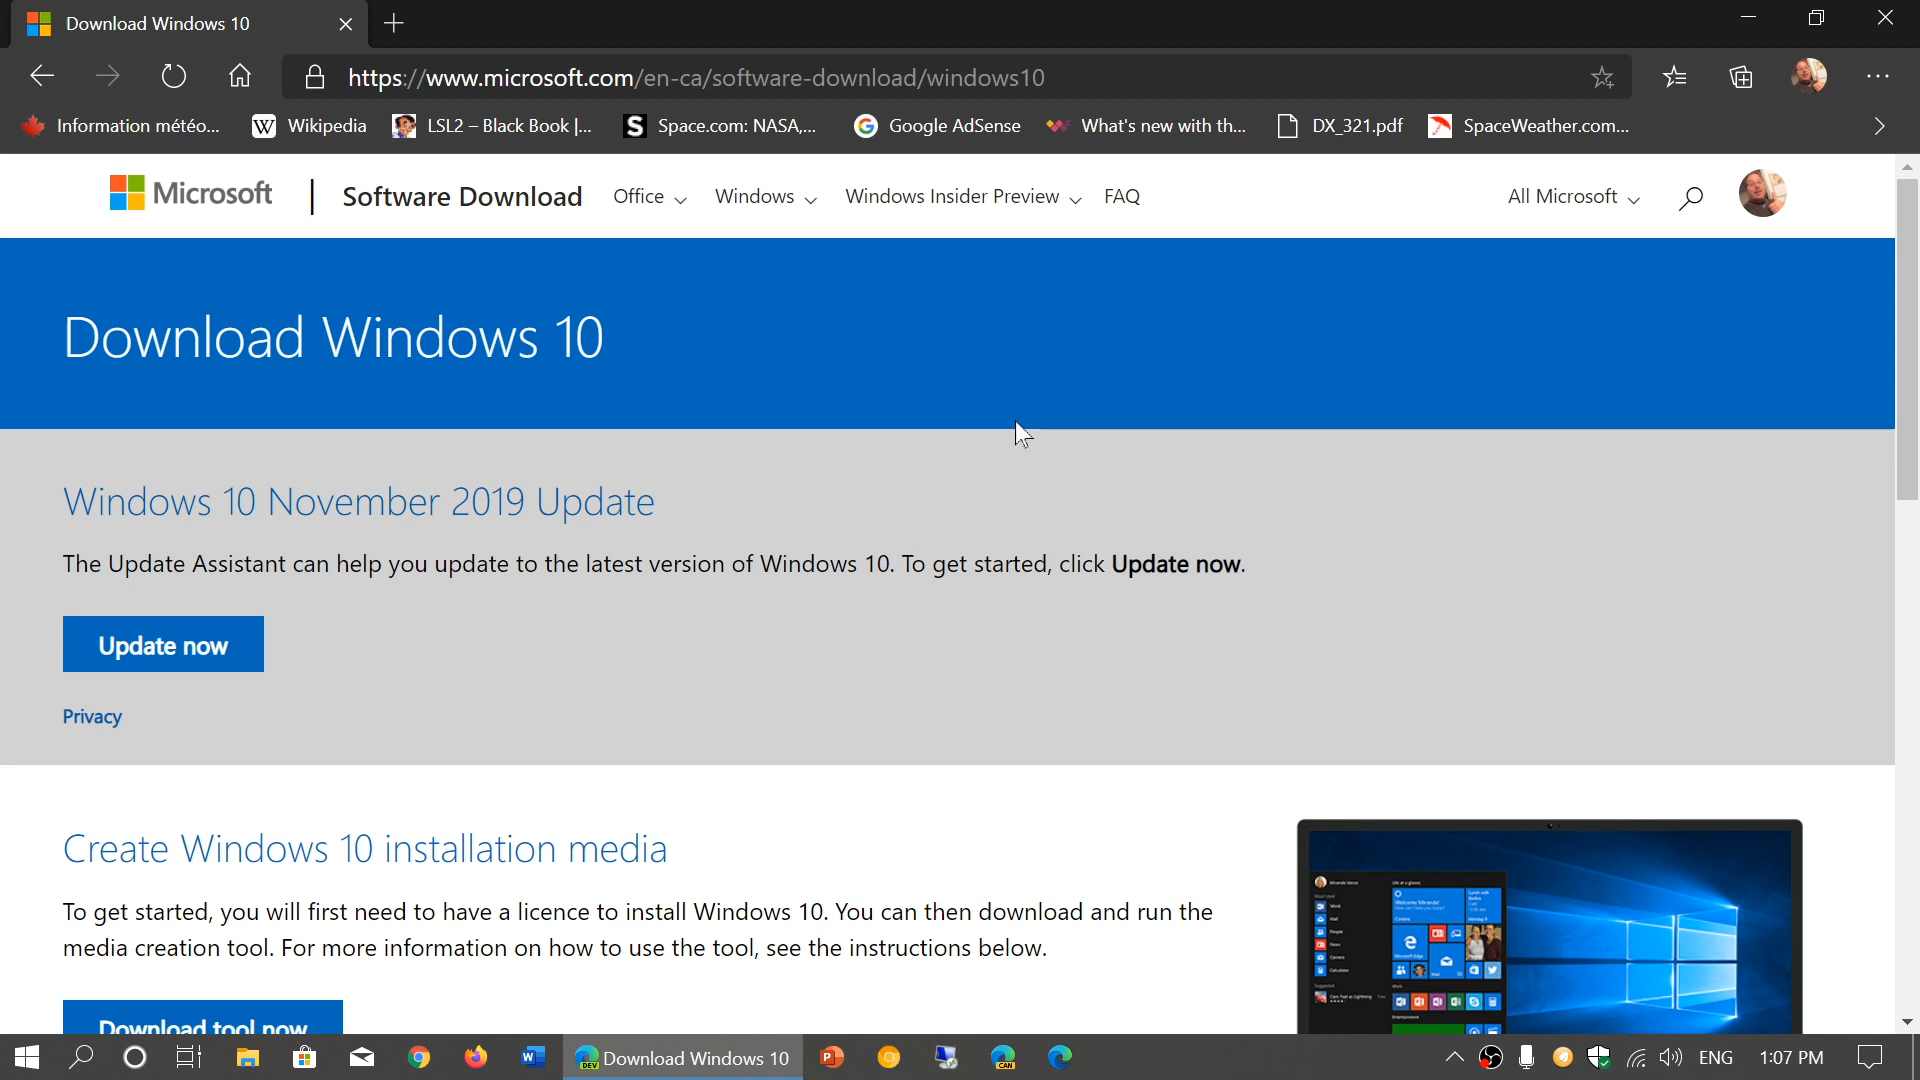 Download Windows 10
https://www.microsoft.com/en-ca/software-download/windows10
Information météo... Wikipedia LSL2 – Black Book |... Space.com: NASA,... Google AdSense What's new with th... DX_321.pdf SpaceWeather.com...
Microsoft Software Download Office Windows Windows Insider Preview FAQ All Microsoft
Download Windows 10
Windows 10 November 2019 Update
The Update Assistant can help you update to the latest version of Windows 10. To get started, click Update now.
Update now
Privacy
Create Windows 10 installation media
To get started, you will first need to have a licence to install Windows 10. You can then download and run the
media creation tool. For more information on how to use the tool, see the instructions below.
Download tool now
Download Windows 10 ENG 1:07 PM